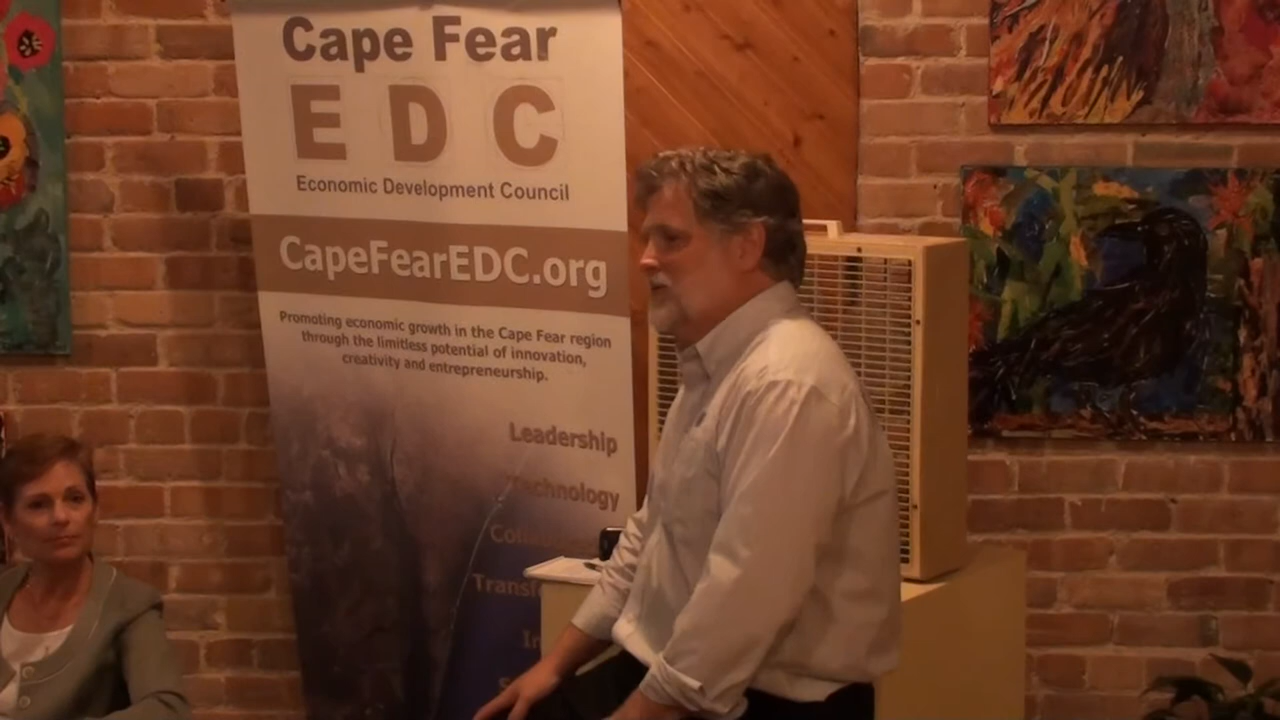 Cape Fear
E D C
Economic Development Council
CapeFearEDC.org
Promoting economic growth in the Cape Fear region
through the limitless potential of innovation,
creativity and entrepreneurship.
Leadership
Technology